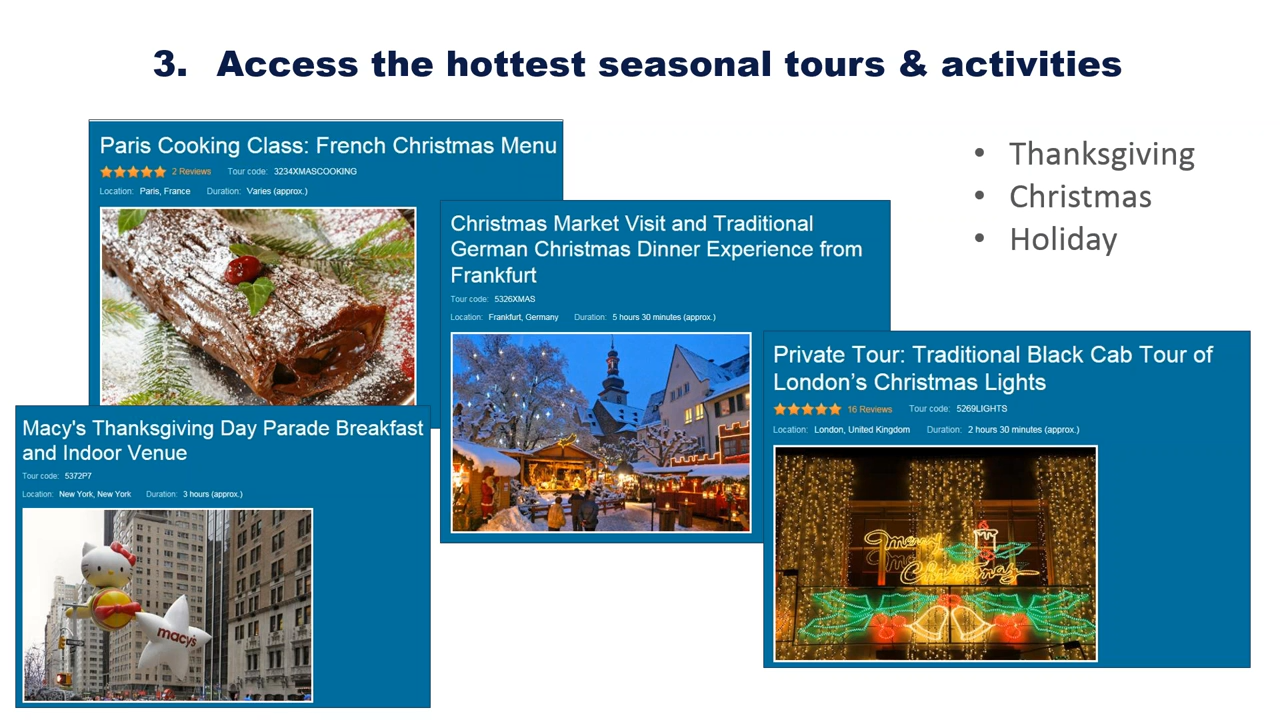 3. Access the hottest seasonal tours & activities
Paris Cooking Class: French Christmas Menu
2 Reviews Tour code: 3234XMASCOOKING
Location: Paris, France Duration: Varies (approx.)
Christmas Market Visit and Traditional
German Christmas Dinner Experience from
Frankfurt
Tour code: 5326XMAS
Location: Frankfurt, Germany Duration: 5 hours 30 minutes (approx.)
• Thanksgiving
• Christmas
• Holiday
Private Tour: Traditional Black Cab Tour of
London's Christmas Lights
16 Reviews Tour code: 5269LIGHTS
Location: London, United Kingdom Duration: 2 hours 30 minutes (approx.)
Merry
Christmas
Macy's Thanksgiving Day Parade Breakfast
and Indoor Venue
Tour code: 5372P7
Location: New York, New York Duration: 3 hours (approx.)
macys